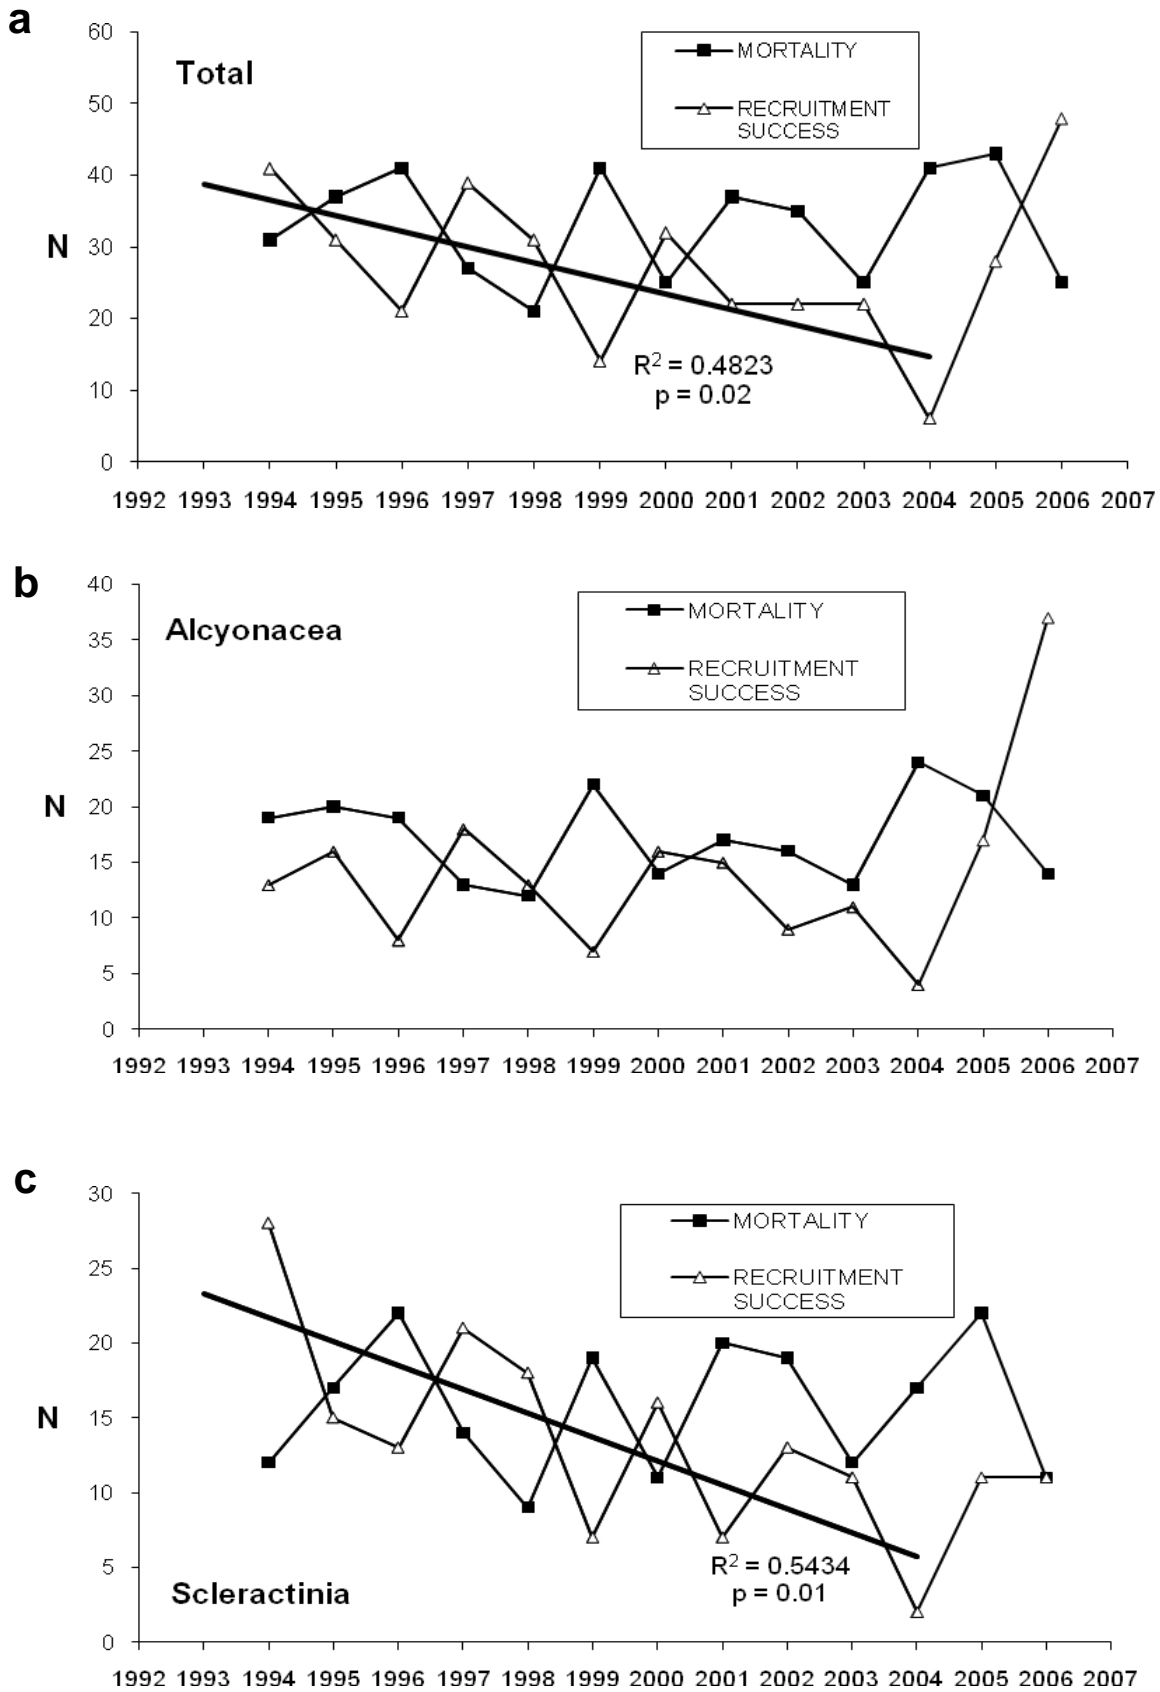 a
60
50
40
30
20
10
0
N
Total
MORTALITY
RECRUITMENT
SUCCESS
R2 = 0.4823
p = 0.02
1992 1993 1994 1995 1996 1997 1998 1999 2000 2001 2002 2003 2004 2005 2006 2007
b
40
35
30
25
20
15
10
5
0
N
Alcyonacea
MORTALITY
RECRUITMENT
SUCCESS
1992 1993 1994 1995 1996 1997 1998 1999 2000 2001 2002 2003 2004 2005 2006 2007
c
30
25
20
15
10
5
0
N
MORTALITY
RECRUITMENT
SUCCESS
R2 = 0.5434
p = 0.01
Scleractinia
1992 1993 1994 1995 1996 1997 1998 1999 2000 2001 2002 2003 2004 2005 2006 2007